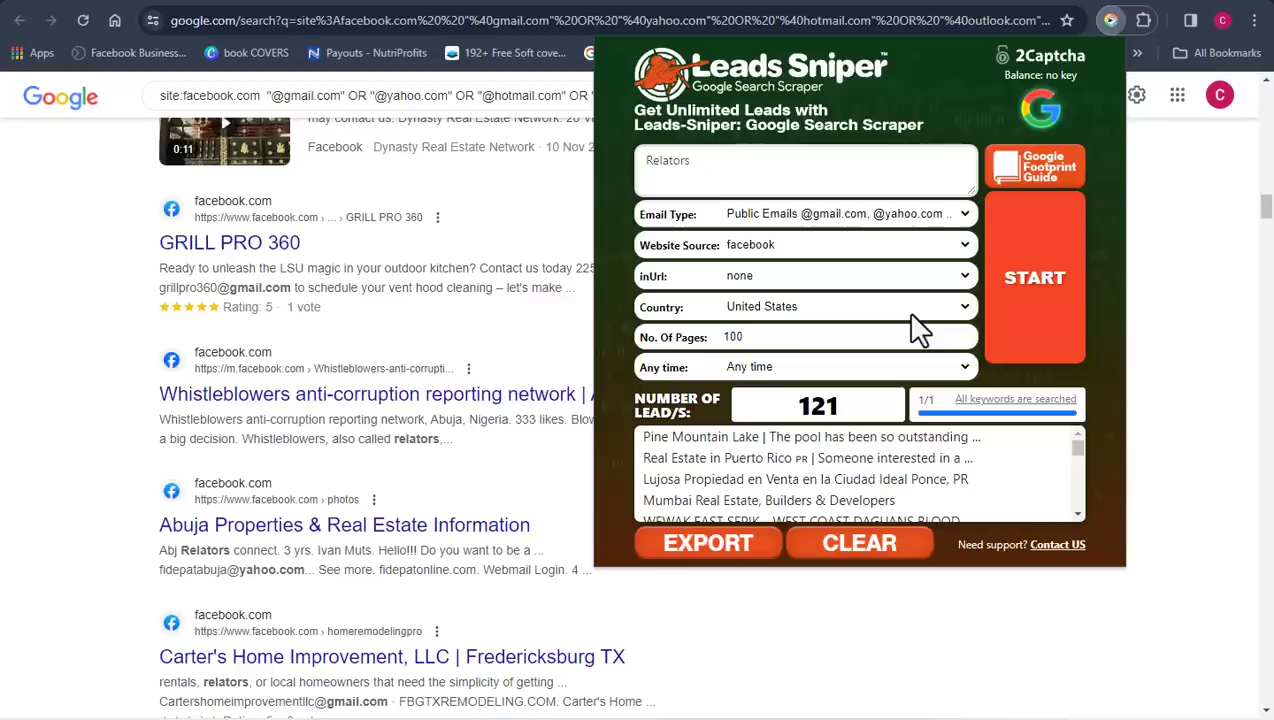 google.com/search?q=site%3Afacebook.com%20%20"%40gmail.com"%20OR"%40yahoo.com"%20OR"%40hotmail.com"%20OR"%40outlook.com"...
C
Apps
Facebook Business...
book COVERS
Payouts - NutriProfits
192+ Free Soft cove...
»
All Bookmarks
Google
site:facebook.com "@gmail.com" OR "@yahoo.com" OR "@hotmail.com" OR "
C
may contact us. Dynasty Real Estate Network. 20
0:11
Facebook · Dynasty Real Estate Network · 10 Nov 2
facebook.com
https://www.facebook.com › ... › GRILL PRO 360
GRILL PRO 360
Ready to unleash the LSU magic in your outdoor kitchen? Contact us today 225
grillpro360@gmail.com to schedule your vent hood cleaning – let's make ...
Rating: 5 · 1 vote
facebook.com
https://m.facebook.com › Whistleblowers-anti-corrupti...
Whistleblowers anti-corruption reporting network |
Whistleblowers anti-corruption reporting network, Abuja, Nigeria. 333 likes. Blow
a big decision. Whistleblowers, also called relators,...
facebook.com
https://www.facebook.com › photos
Abuja Properties & Real Estate Information
Abj Relators connect. 3 yrs. Ivan Muts. Hello!!! Do you want to be a ...
fidepatabuja@yahoo.com... See more. fidepatonline.com. Webmail Login. 4 ...
facebook.com
https://www.facebook.com › homeremodelingpro
Carter's Home Improvement, LLC | Fredericksburg TX
rentals, relators, or local homeowners that need the simplicity of getting ...
Cartershomeimprovementllc@gmail.com · FBGTXREMODELING.COM. Carter's Home ...
Leads Sniper™
Google Search Scraper
2Captcha
Balance: no key
Get Unlimited Leads with
Leads-Sniper: Google Search Scraper
Relators
Google
Footprint
Guide
Email Type: Public Emails @gmail.com, @yahoo.com ..
Website Source: facebook
inUrl: none
START
Country: United States
No. Of Pages: 100
Any time: Any time
NUMBER OF
LEAD/S:
121
1/1 All keywords are searched
Pine Mountain Lake | The pool has been so outstanding ...
Real Estate in Puerto Rico PR | Someone interested in a ...
Lujosa Propiedad en Venta en la Ciudad Ideal Ponce, PR
Mumbai Real Estate, Builders & Developers
EXPORT
CLEAR
Need support? Contact US